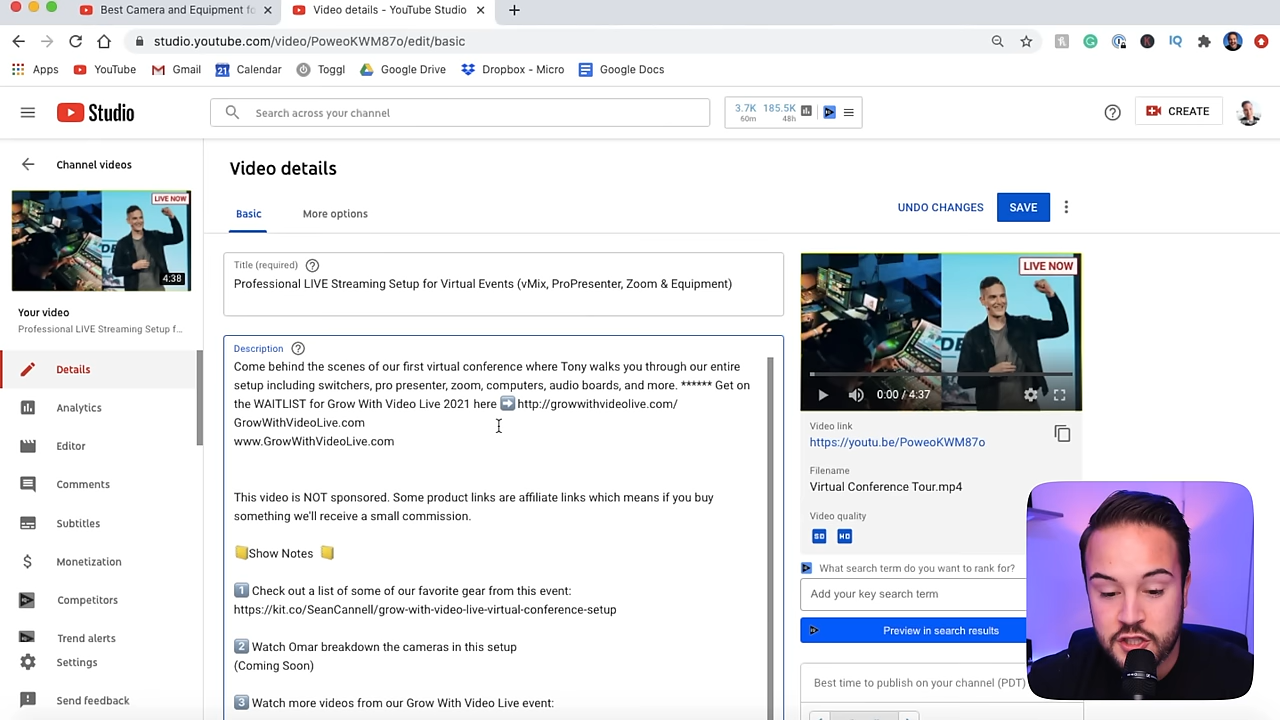 Best Camera and Equipment fo
Video details - YouTube Studio
studio.youtube.com/video/PoweoKWM87o/edit/basic
Apps
YouTube
Gmail
Calendar
Toggl
Google Drive
Dropbox - Micro
Google Docs
Studio
Search across your channel
3.7K 185.5K
60m 48h
CREATE
Channel videos
Video details
Basic
More options
UNDO CHANGES
SAVE
LIVE NOW
4:38
Your video
Professional LIVE Streaming Setup f...
Details
Analytics
Editor
Comments
Subtitles
Monetization
Competitors
Trend alerts
Settings
Send feedback
Title (required)
Professional LIVE Streaming Setup for Virtual Events (vMix, ProPresenter, Zoom & Equipment)
Description
Come behind the scenes of our first virtual conference where Tony walks you through our entire
setup including switchers, pro presenter, zoom, computers, audio boards, and more. ****** Get on
the WAITLIST for Grow With Video Live 2021 here ➡️ http://growwithvideolive.com/
GrowWithVideoLive.com
www.GrowWithVideoLive.com
This video is NOT sponsored. Some product links are affiliate links which means if you buy
something we'll receive a small commission.
Show Notes
1 Check out a list of some of our favorite gear from this event:
https://kit.co/SeanCannell/grow-with-video-live-virtual-conference-setup
2 Watch Omar breakdown the cameras in this setup
(Coming Soon)
3 Watch more videos from our Grow With Video Live event:
LIVE NOW
0:00 / 4:37
Video link
https://youtu.be/PoweoKWM87o
Filename
Virtual Conference Tour.mp4
Video quality
SD HD
What search term do you want to rank for?
Add your key search term
Preview in search results
Best time to publish on your channel (PDT)